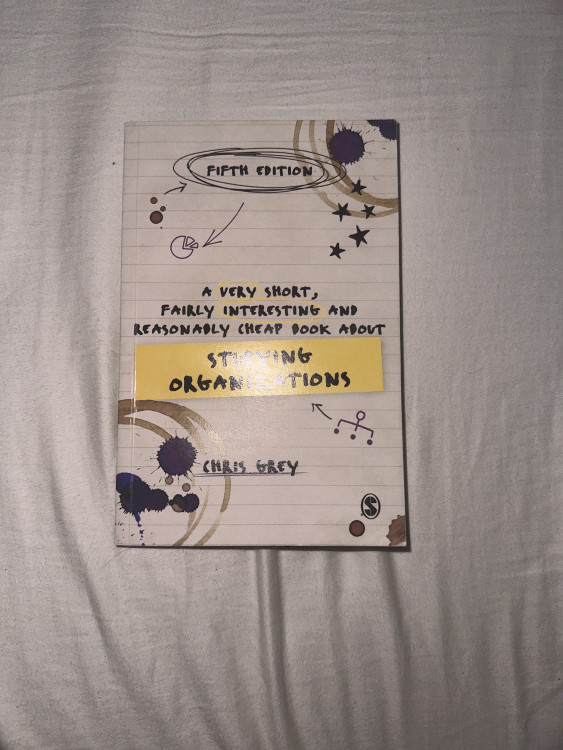 FIFTH EDITION
A VERY SHORT,
FAIRLY INTERESTING AND
REASONABLY CHEAP BOOK ABOUT
STUDYING
ORGANIZATIONS
CHRIS GREY
S